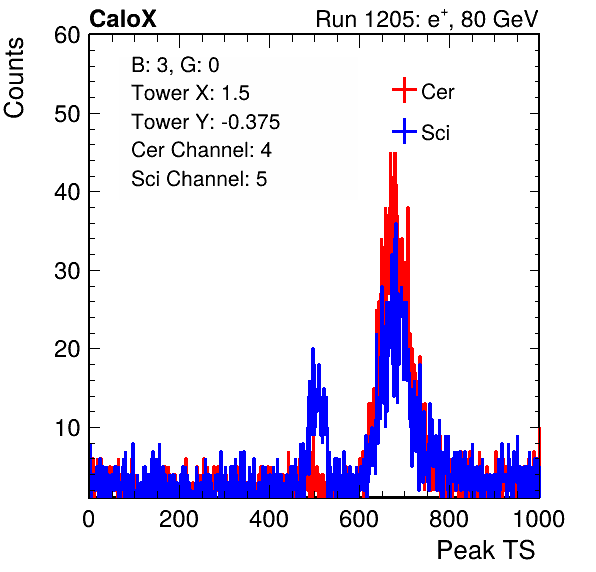 CaloX Run 1205: e⁺, 80 GeV
Counts
60
50
40
30
20
10
B: 3, G: 0
Tower X: 1.5
Tower Y: -0.375
Cer Channel: 4
Sci Channel: 5
Cer
Sci
0 200 400 600 800 1000
Peak TS